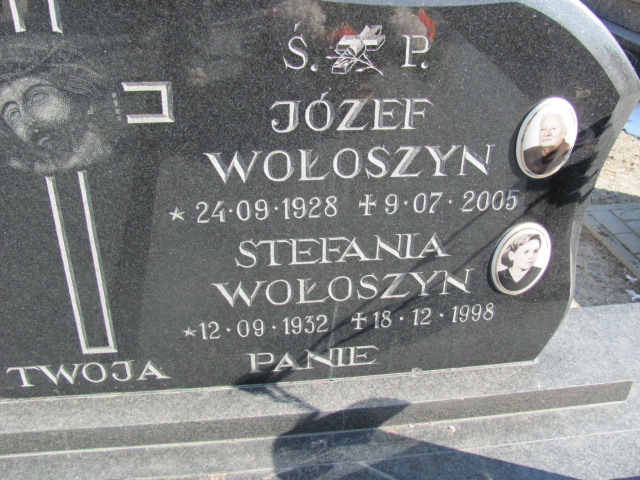 Ś. P.
JÓZEF
WOŁOSZYN
* 24·09·1928 ✝ 9·07·2005
STEFANIA
WOŁOSZYN
* 12·09·1932 ✝ 18·12·1998
TWOJA PANIE